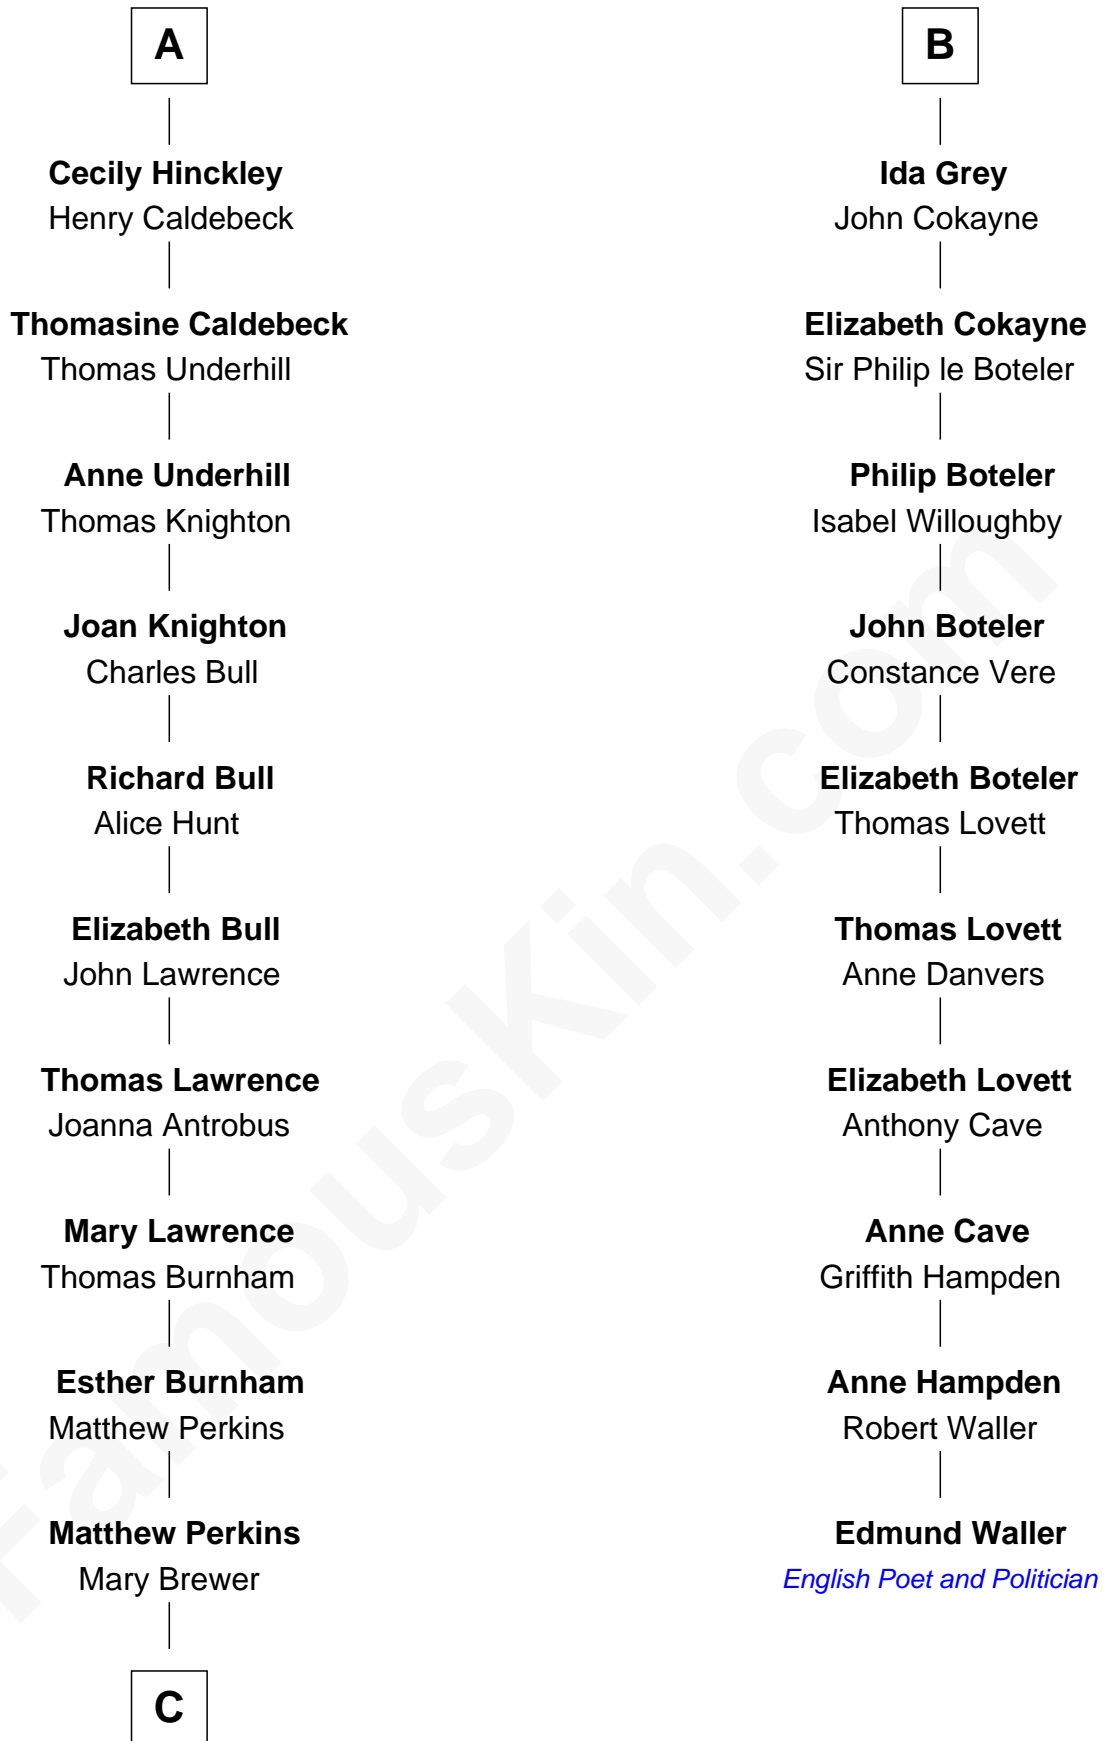 A
Cecily Hinckley
Henry Caldebeck
Thomasine Caldebeck
Thomas Underhill
Anne Underhill
Thomas Knighton
Joan Knighton
Charles Bull
Richard Bull
Alice Hunt
Elizabeth Bull
John Lawrence
Thomas Lawrence
Joanna Antrobus
Mary Lawrence
Thomas Burnham
Esther Burnham
Matthew Perkins
Matthew Perkins
Mary Brewer
C
B
Ida Grey
John Cokayne
Elizabeth Cokayne
Sir Philip le Boteler
Philip Boteler
Isabel Willoughby
John Boteler
Constance Vere
Elizabeth Boteler
Thomas Lovett
Thomas Lovett
Anne Danvers
Elizabeth Lovett
Anthony Cave
Anne Cave
Griffith Hampden
Anne Hampden
Robert Waller
Edmund Waller
English Poet and Politician
FamousKin.com